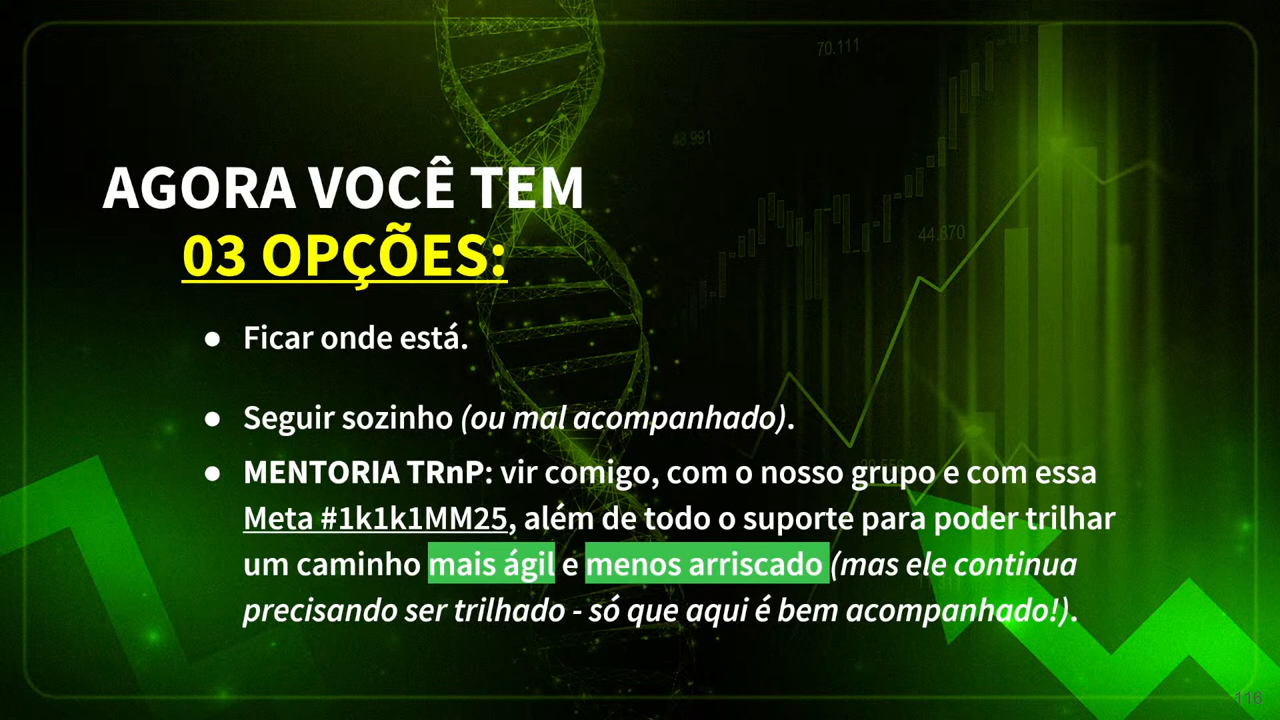 70.111
48.991
AGORA VOCÊ TEM
03 OPÇÕES:
44.870
● Ficar onde está.
● Seguir sozinho (ou mal acompanhado).
● MENTORIA TRnP: vir comigo, com o nosso grupo e com essa
Meta #1k1k1MM25, além de todo o suporte para poder trilhar
um caminho mais ágil e menos arriscado (mas ele continua
precisando ser trilhado - só que aqui é bem acompanhado!).
116